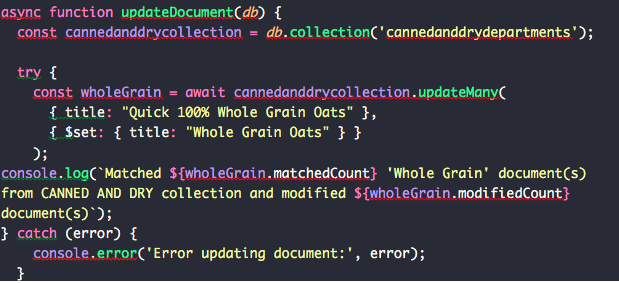 async function updateDocument(db) {
const cannedanddrycollection = db.collection('cannedanddrydepartments');
try {
const wholeGrain = await cannedanddrycollection.updateMany(
{ title: "Quick 100% Whole Grain Oats" },
{ $set: { title: "Whole Grain Oats" } }
);
console.log(`Matched ${wholeGrain.matchedCount} 'Whole Grain' document(s)
from CANNED AND DRY collection and modified ${wholeGrain.modifiedCount}
document(s)`);
} catch (error) {
console.error('Error updating document:', error);
}